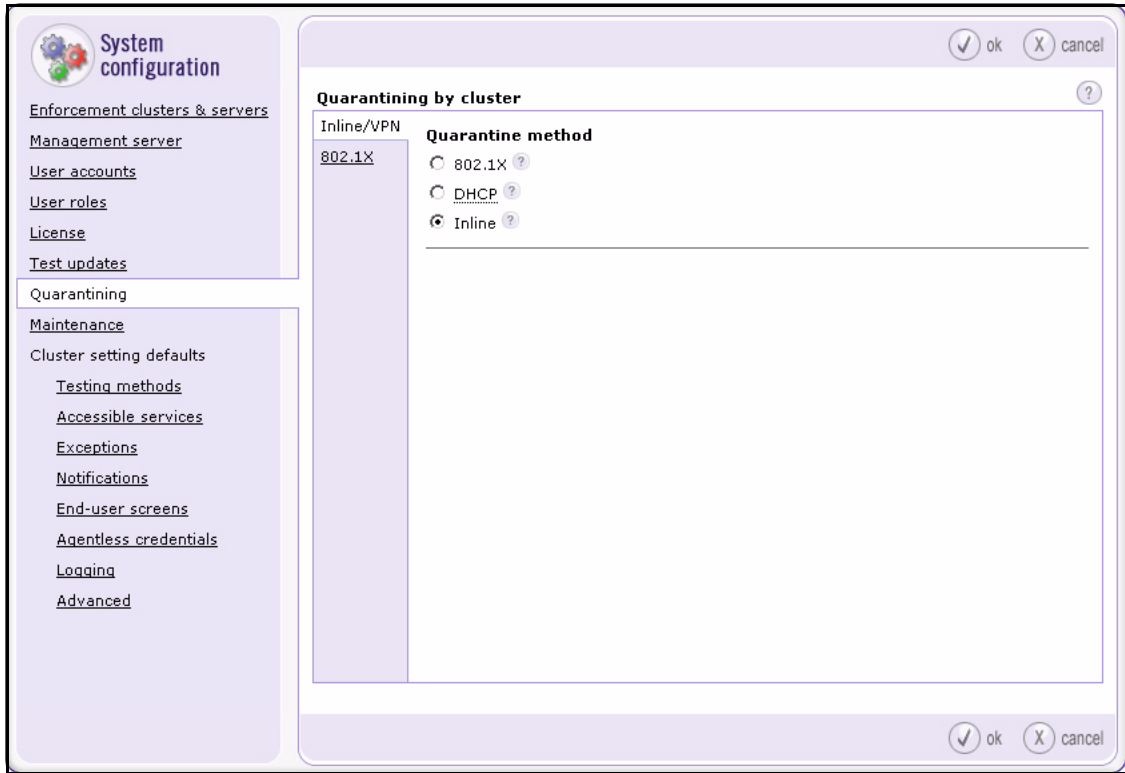 System
configuration
Enforcement clusters & servers
Management server
User accounts
User roles
License
Test updates
Quarantining
Maintenance
Cluster setting defaults
Testing methods
Accessible services
Exceptions
Notifications
End-user screens
Agentless credentials
Logging
Advanced
ok
X cancel
Quarantining by cluster
?
Inline/VPN
802.1X
Quarantine method
802.1X ?
DHCP ?
Inline ?
ok
X cancel